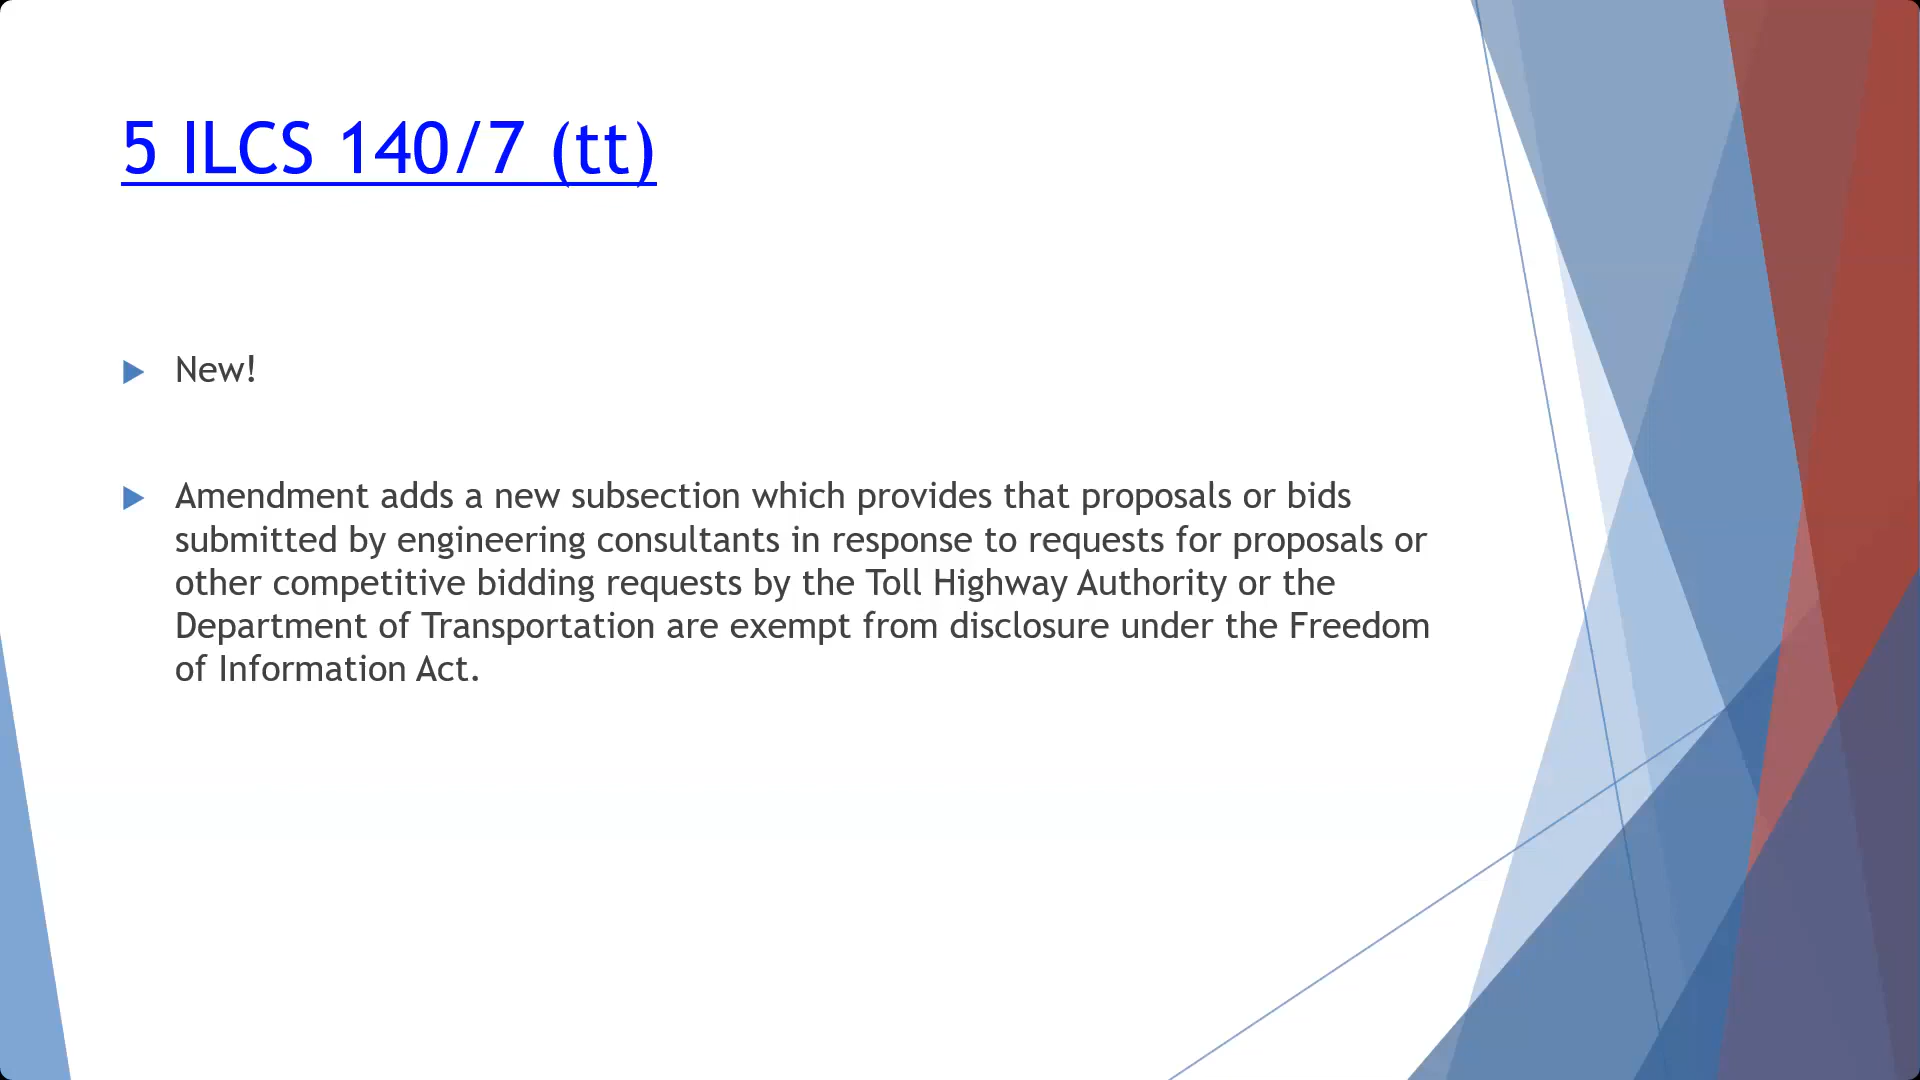 5 ILCS 140/7 (tt)
New!
Amendment adds a new subsection which provides that proposals or bids
submitted by engineering consultants in response to requests for proposals or
other competitive bidding requests by the Toll Highway Authority or the
Department of Transportation are exempt from disclosure under the Freedom
of Information Act.